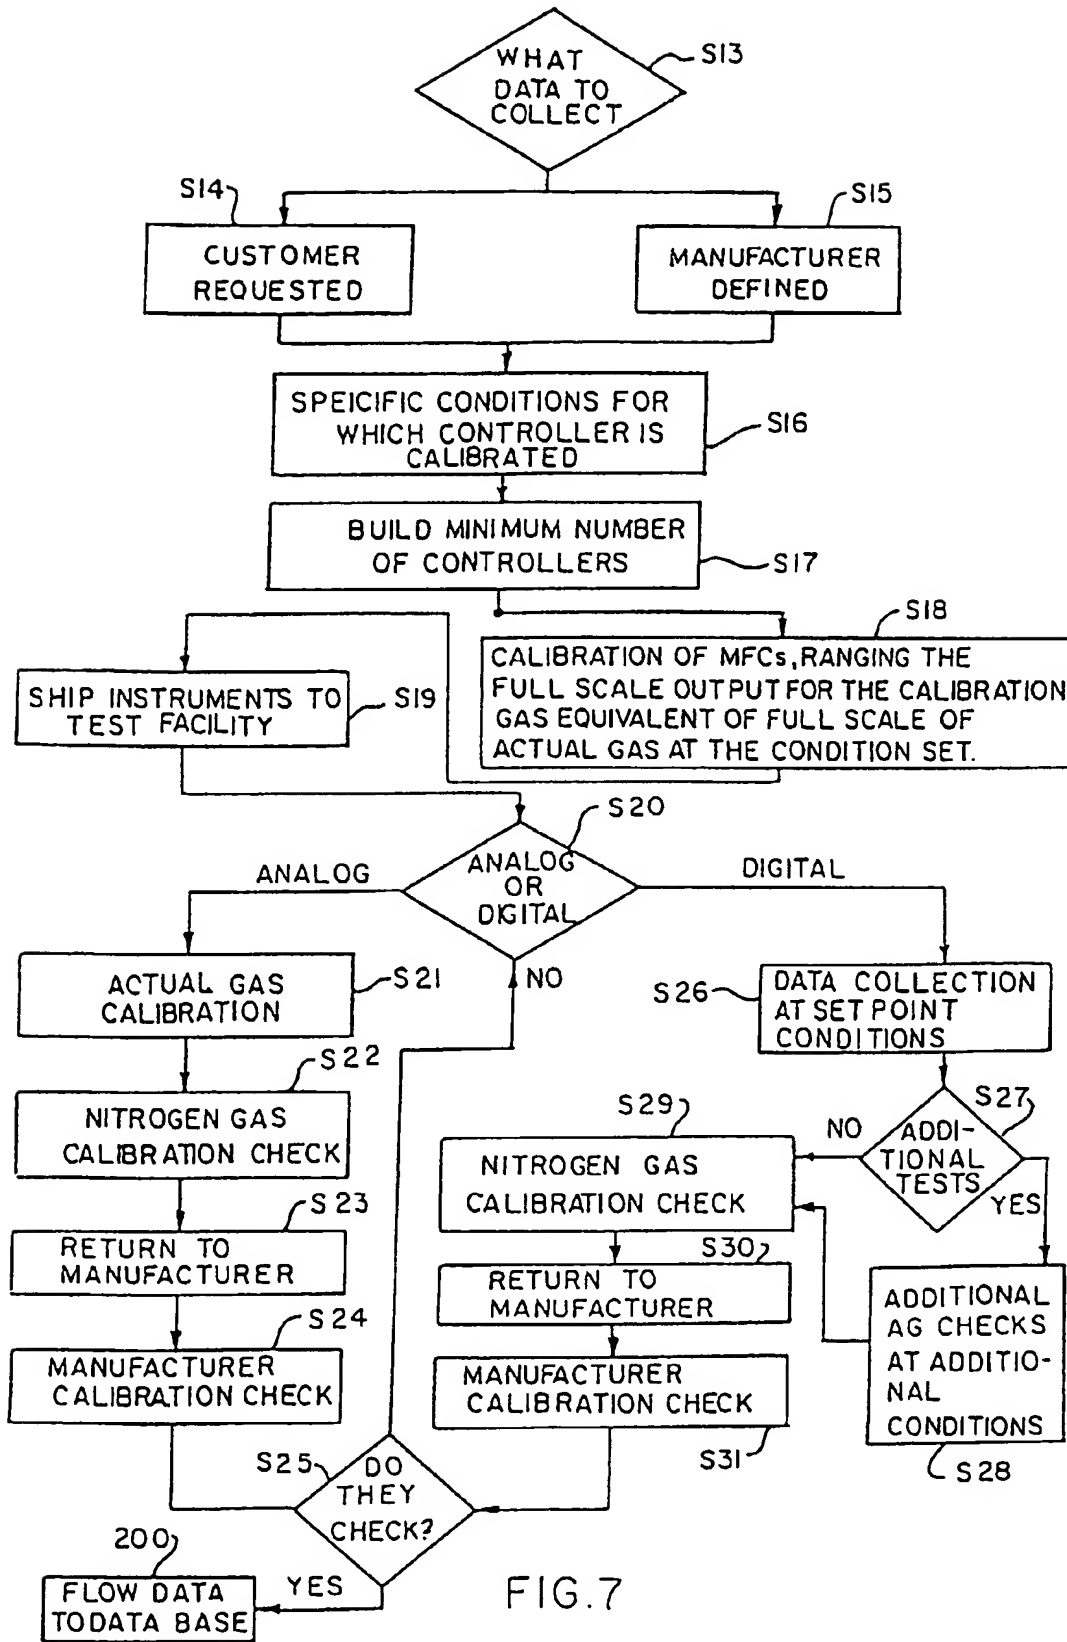 WHAT
DATA TO
COLLECT
S13
S14
CUSTOMER
REQUESTED
S15
MANUFACTURER
DEFINED
SPEICIFIC CONDITIONS FOR
WHICH CONTROLLER IS
CALIBRATED
S16
BUILD MINIMUM NUMBER
OF CONTROLLERS
S17
S18
CALIBRATION OF MFCs, RANGING THE
FULL SCALE OUTPUT FOR THE CALIBRATION
GAS EQUIVALENT OF FULL SCALE OF
ACTUAL GAS AT THE CONDITION SET.
SHIP INSTRUMENTS TO
TEST FACILITY
S19
S20
ANALOG
OR
DIGITAL
ANALOG
DIGITAL
NO
ACTUAL GAS
CALIBRATION
S21
S22
NITROGEN GAS
CALIBRATION CHECK
S23
RETURN TO
MANUFACTURER
S24
MANUFACTURER
CALIBRATION CHECK
S26
DATA COLLECTION
AT SET POINT
CONDITIONS
S27
ADDI-
TIONAL
TESTS
NO
YES
S29
NITROGEN GAS
CALIBRATION CHECK
S30
RETURN TO
MANUFACTURER
MANUFACTURER
CALIBRATION CHECK
S31
ADDITIONAL
AG CHECKS
AT ADDITIO-
NAL
CONDITIONS
S28
S25
DO
THEY
CHECK?
YES
200
FLOW DATA
TO DATA BASE
FIG.7